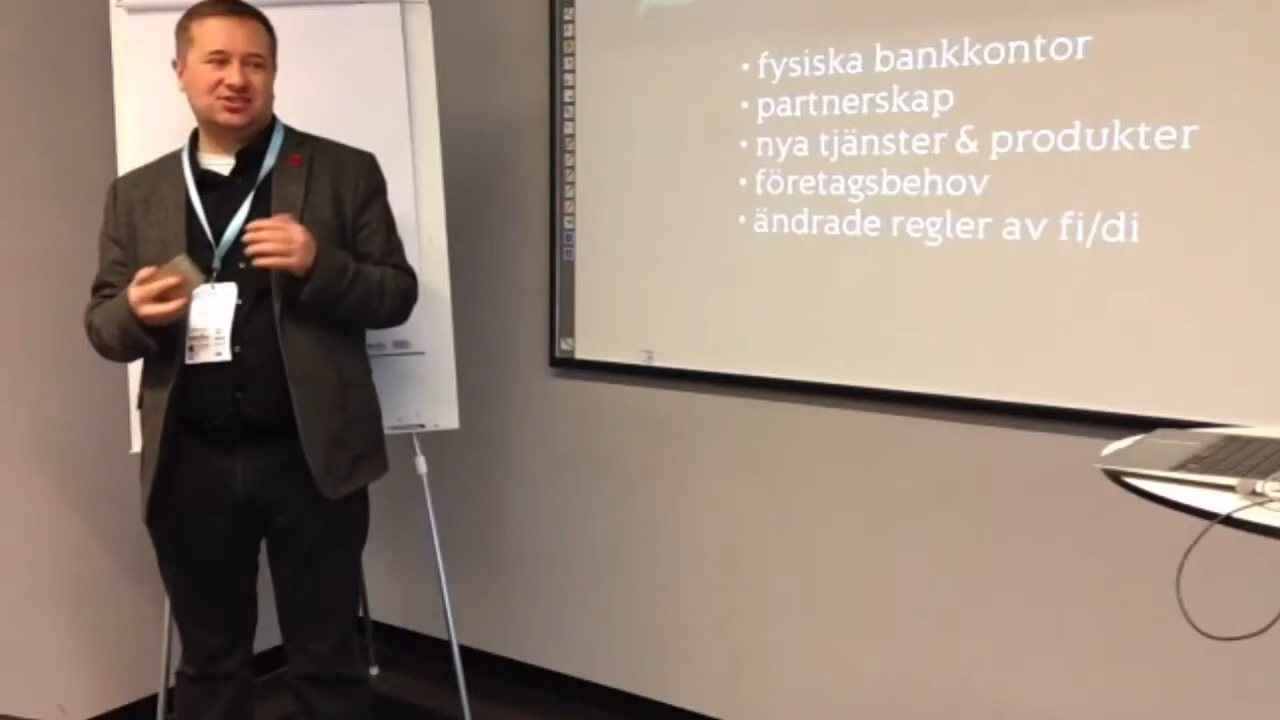 • fysiska bankkontor
• partnerskap
• nya tjänster & produkter
• företagsbehov
• ändrade regler av fi/di